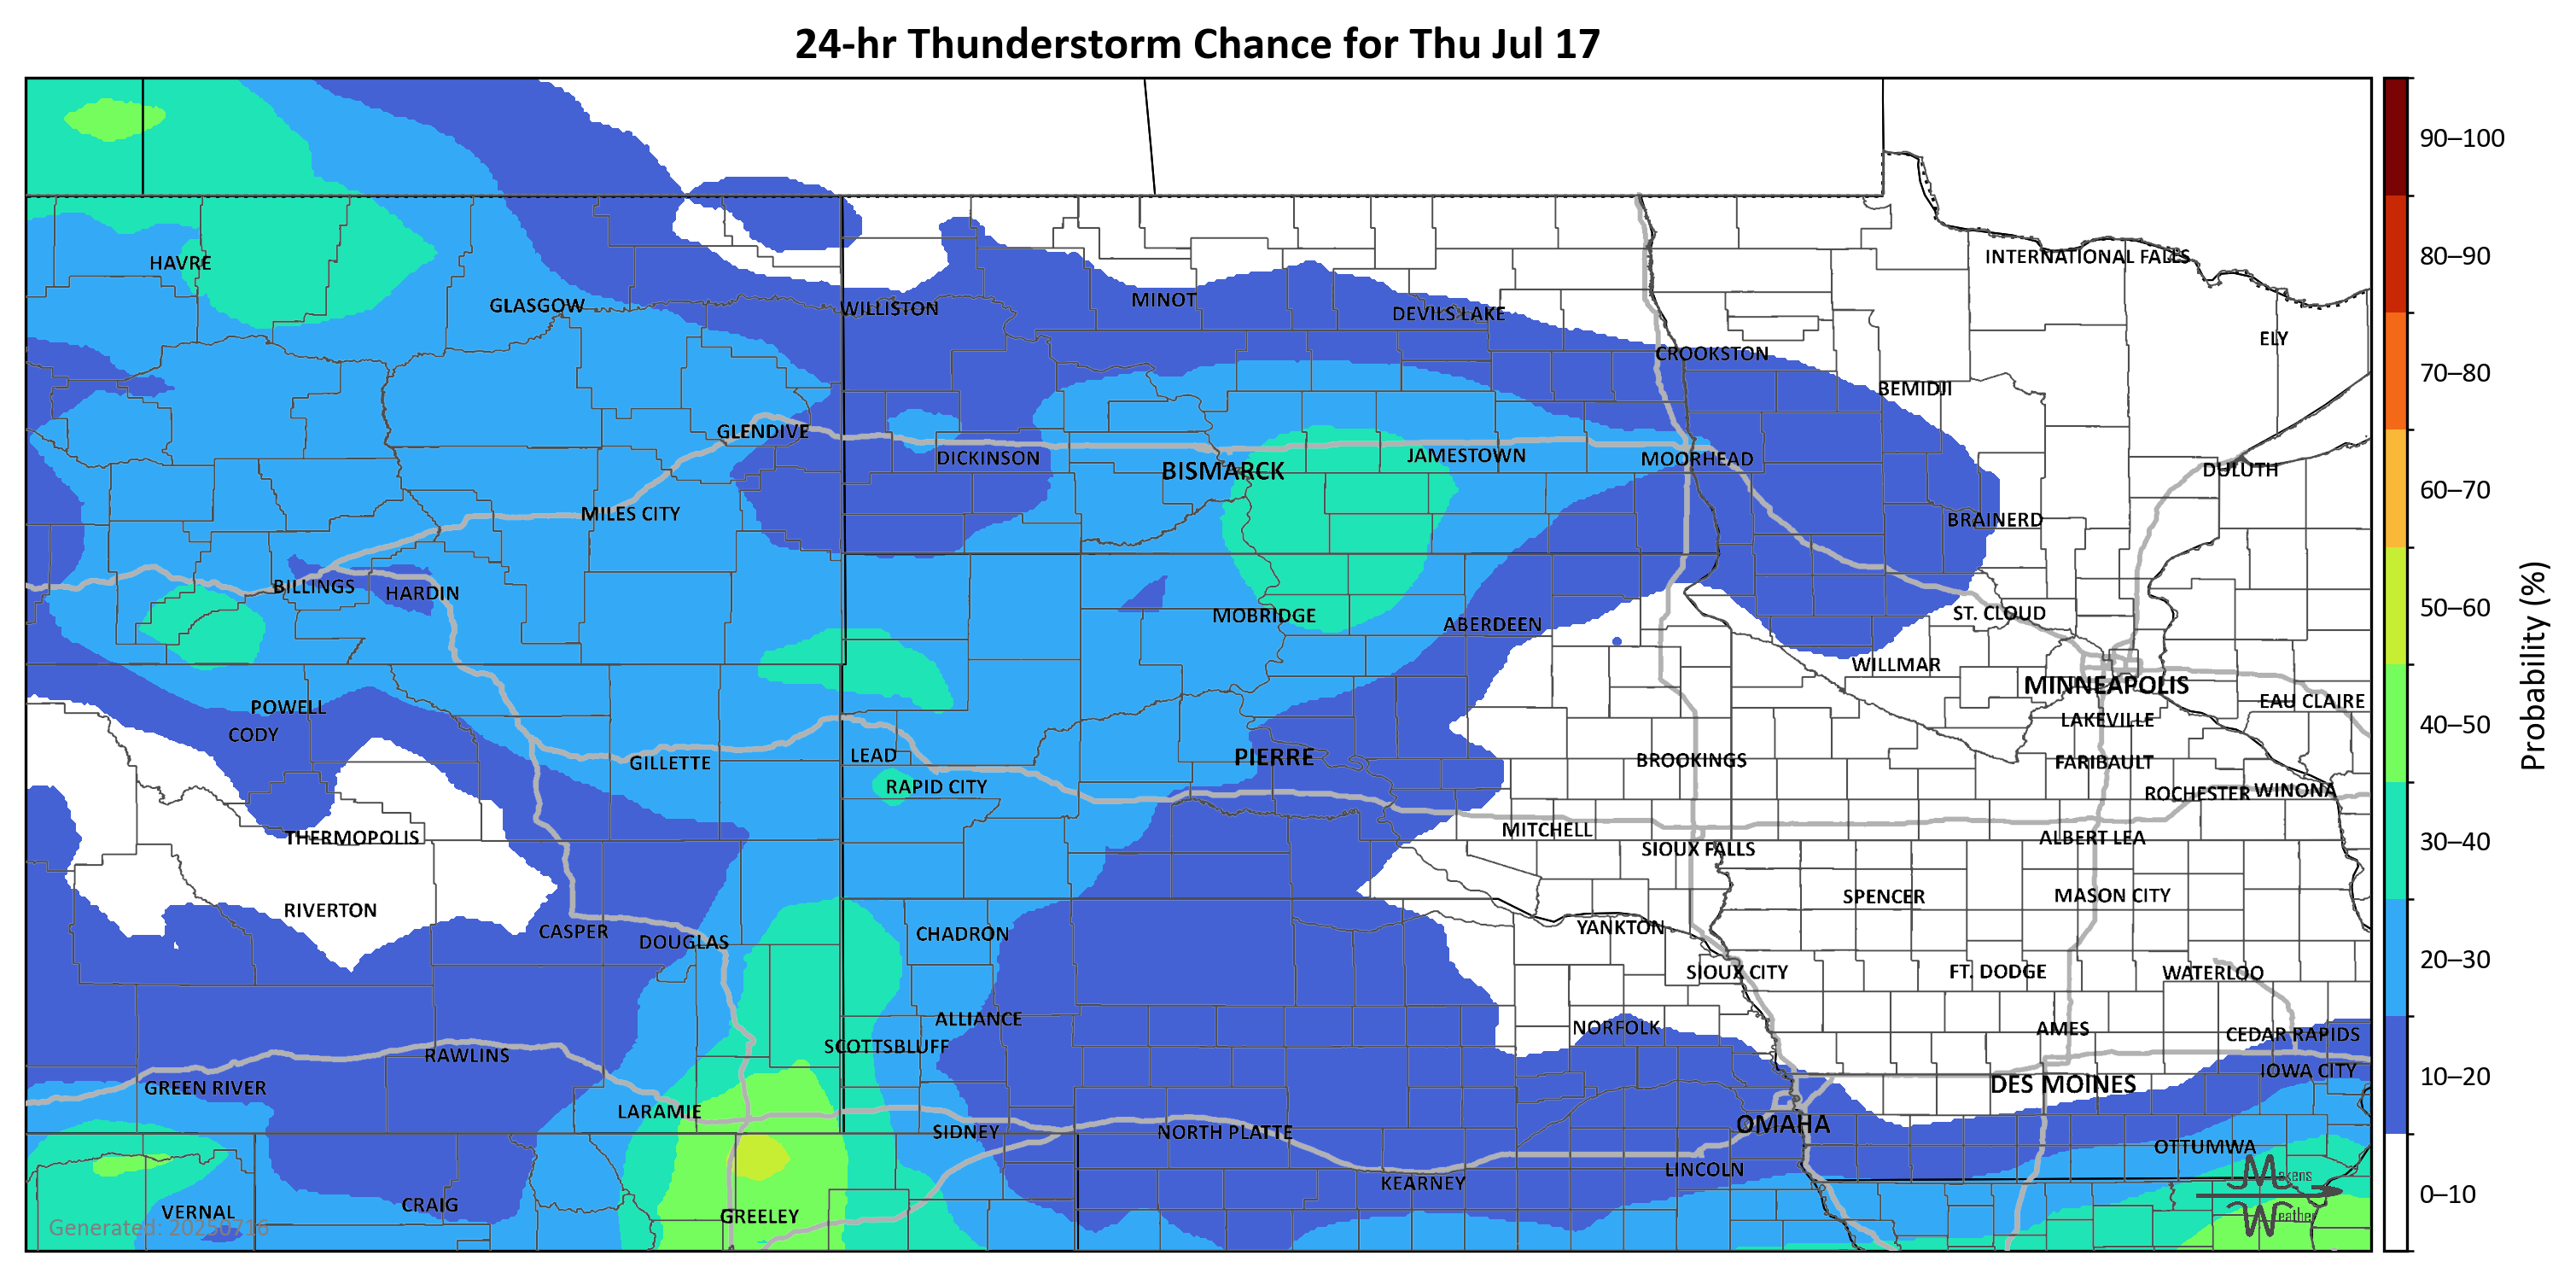 24-hr Thunderstorm Chance for Thu Jul 17
90–100
INTERNATIONAL FALLS
80–90
HAVRE
GLASGOW
WILLISTON
MINOT
DEVILS LAKE
ELY
CROOKSTON
70–80
BEMIDJI
GLENDIVE
DICKINSON
BISMARCK
JAMESTOWN
MOORHEAD
DULUTH
60–70
MILES CITY
BRAINERD
BILLINGS
HARDIN
MOBRIDGE
ABERDEEN
ST. CLOUD
50–60
WILLMAR
MINNEAPOLIS
Probability (%)
POWELL
EAU CLAIRE
LAKEVILLE
CODY
40–50
GILLETTE
LEAD
PIERRE
BROOKINGS
FARIBAULT
RAPID CITY
ROCHESTER
WINONA
THERMOPOLIS
MITCHELL
ALBERT LEA
30–40
SIOUX FALLS
RIVERTON
SPENCER
MASON CITY
CASPER
DOUGLAS
CHADRON
YANKTON
20–30
SIOUX CITY
FT. DODGE
WATERLOO
ALLIANCE
NORFOLK
AMES
CEDAR RAPIDS
SCOTTSBLUFF
RAWLINS
GREEN RIVER
DES MOINES
IOWA CITY
10–20
LARAMIE
SIDNEY
NORTH PLATTE
OMAHA
OTTUMWA
LINCOLN
KEARNEY
Makens
0–10
VERNAL
CRAIG
GREELEY
Weather
Generated: 20250716